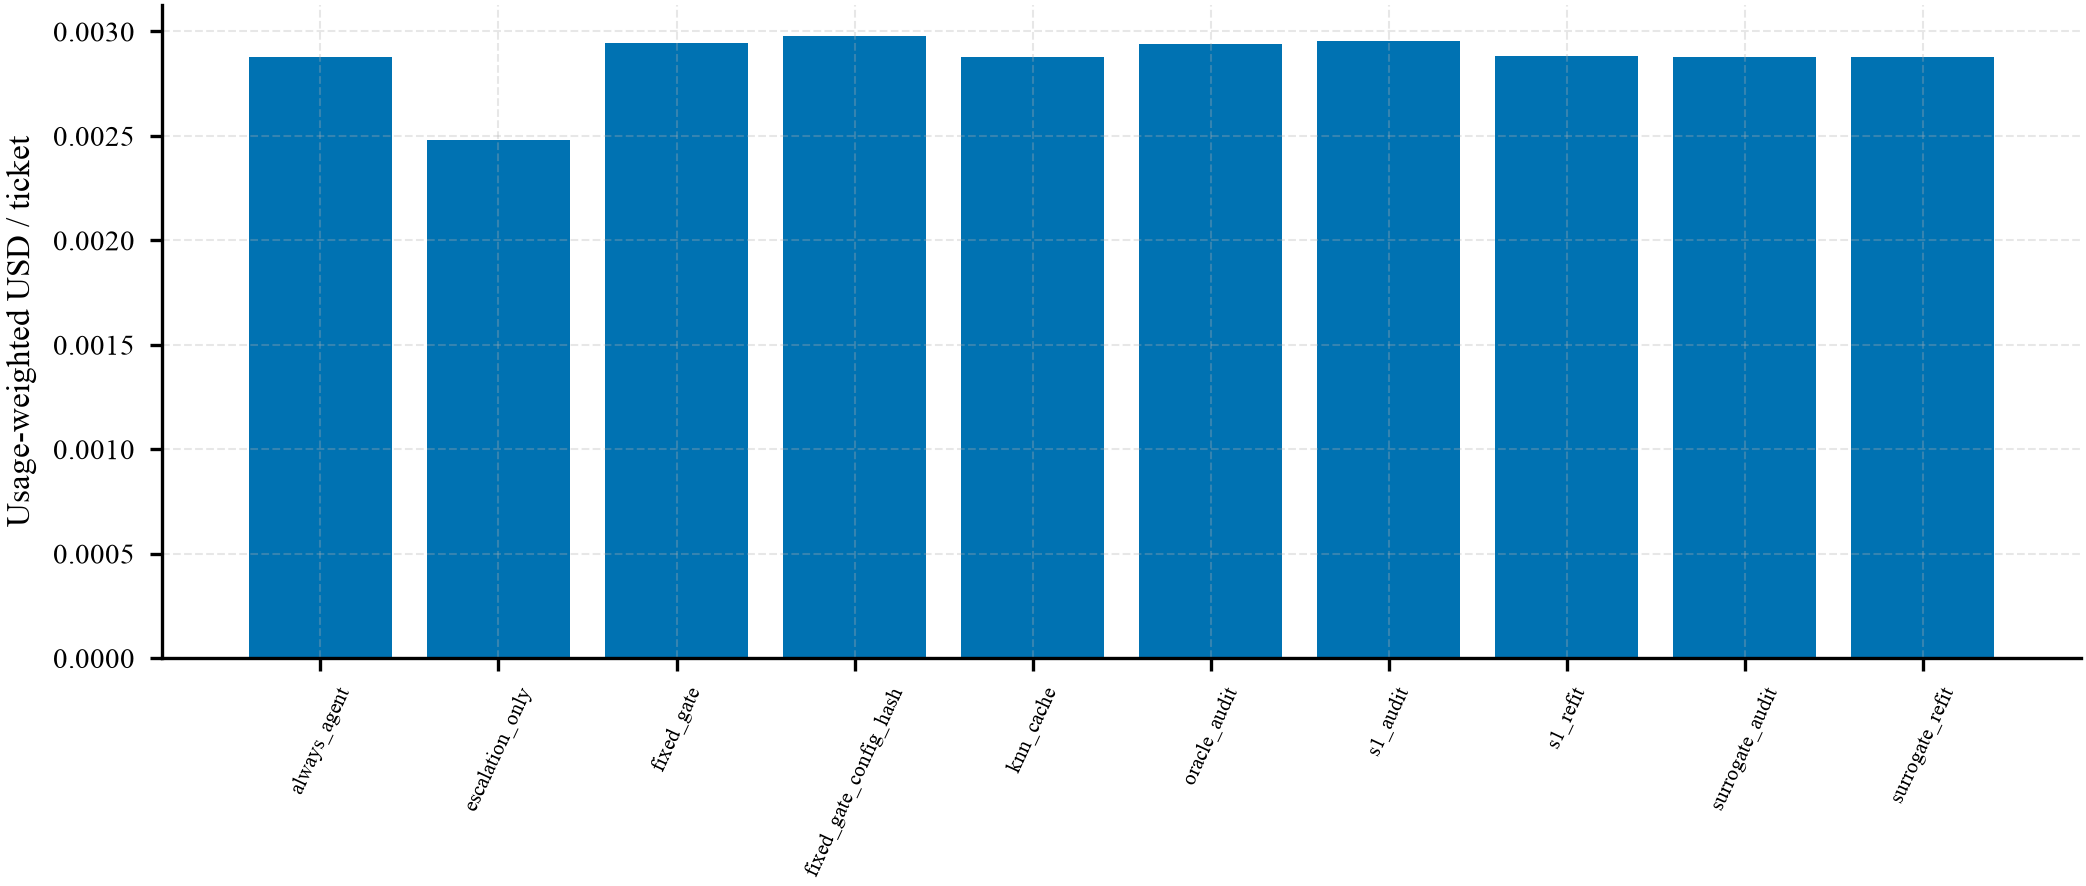 Usage-weighted USD / ticket
0.0030
0.0025
0.0020
0.0015
0.0010
0.0005
0.0000
always_agent
escalation_only
fixed_gate
fixed_gate_config_hash
knn_cache
oracle_audit
s1_audit
s1_refit
surrogate_audit
surrogate_refit